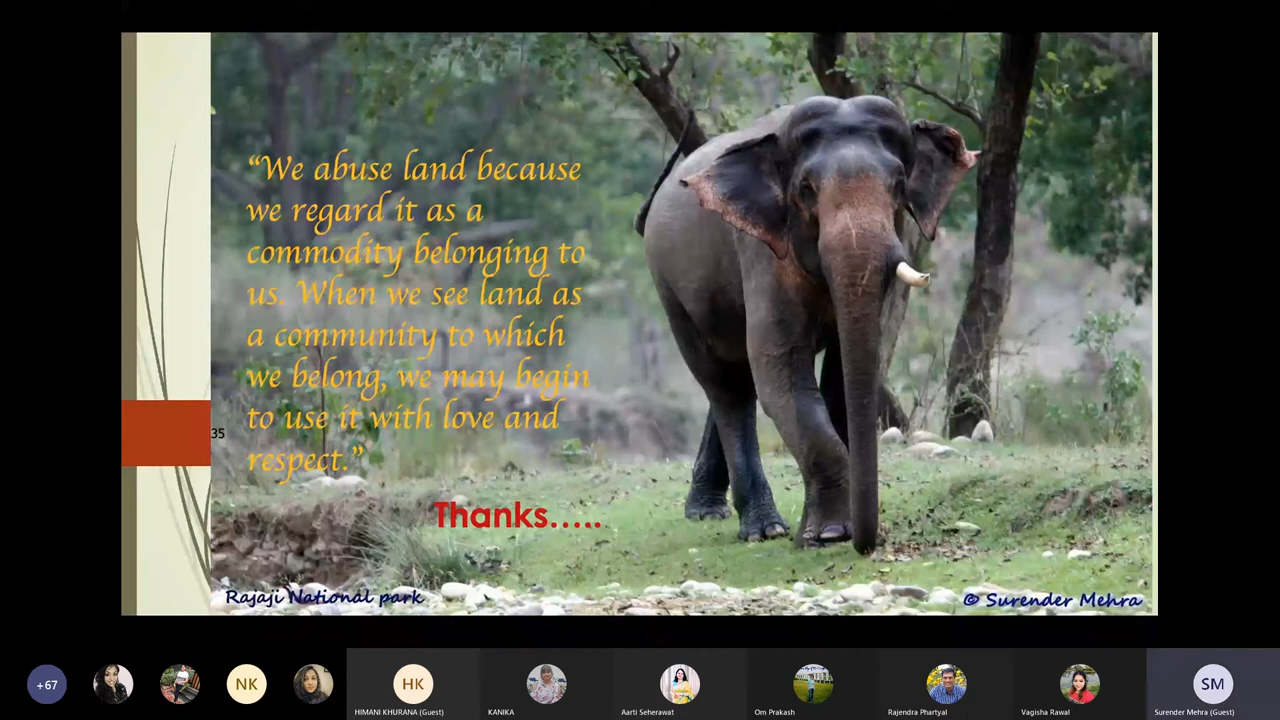 “We abuse land because
we regard it as a
commodity belonging to
us. When we see land as
a community to which
we belong, we may begin
to use it with love and
respect.”
35
Thanks.....
Rajaji National park
© Surender Mehra
+67
NK
HK
SM
HIMANI KHURANA (Guest)
KANIKA
Aarti Seherawat
Om Prakash
Rajendra Phartyal
Vagisha Rawal
Surender Mehra (Guest)